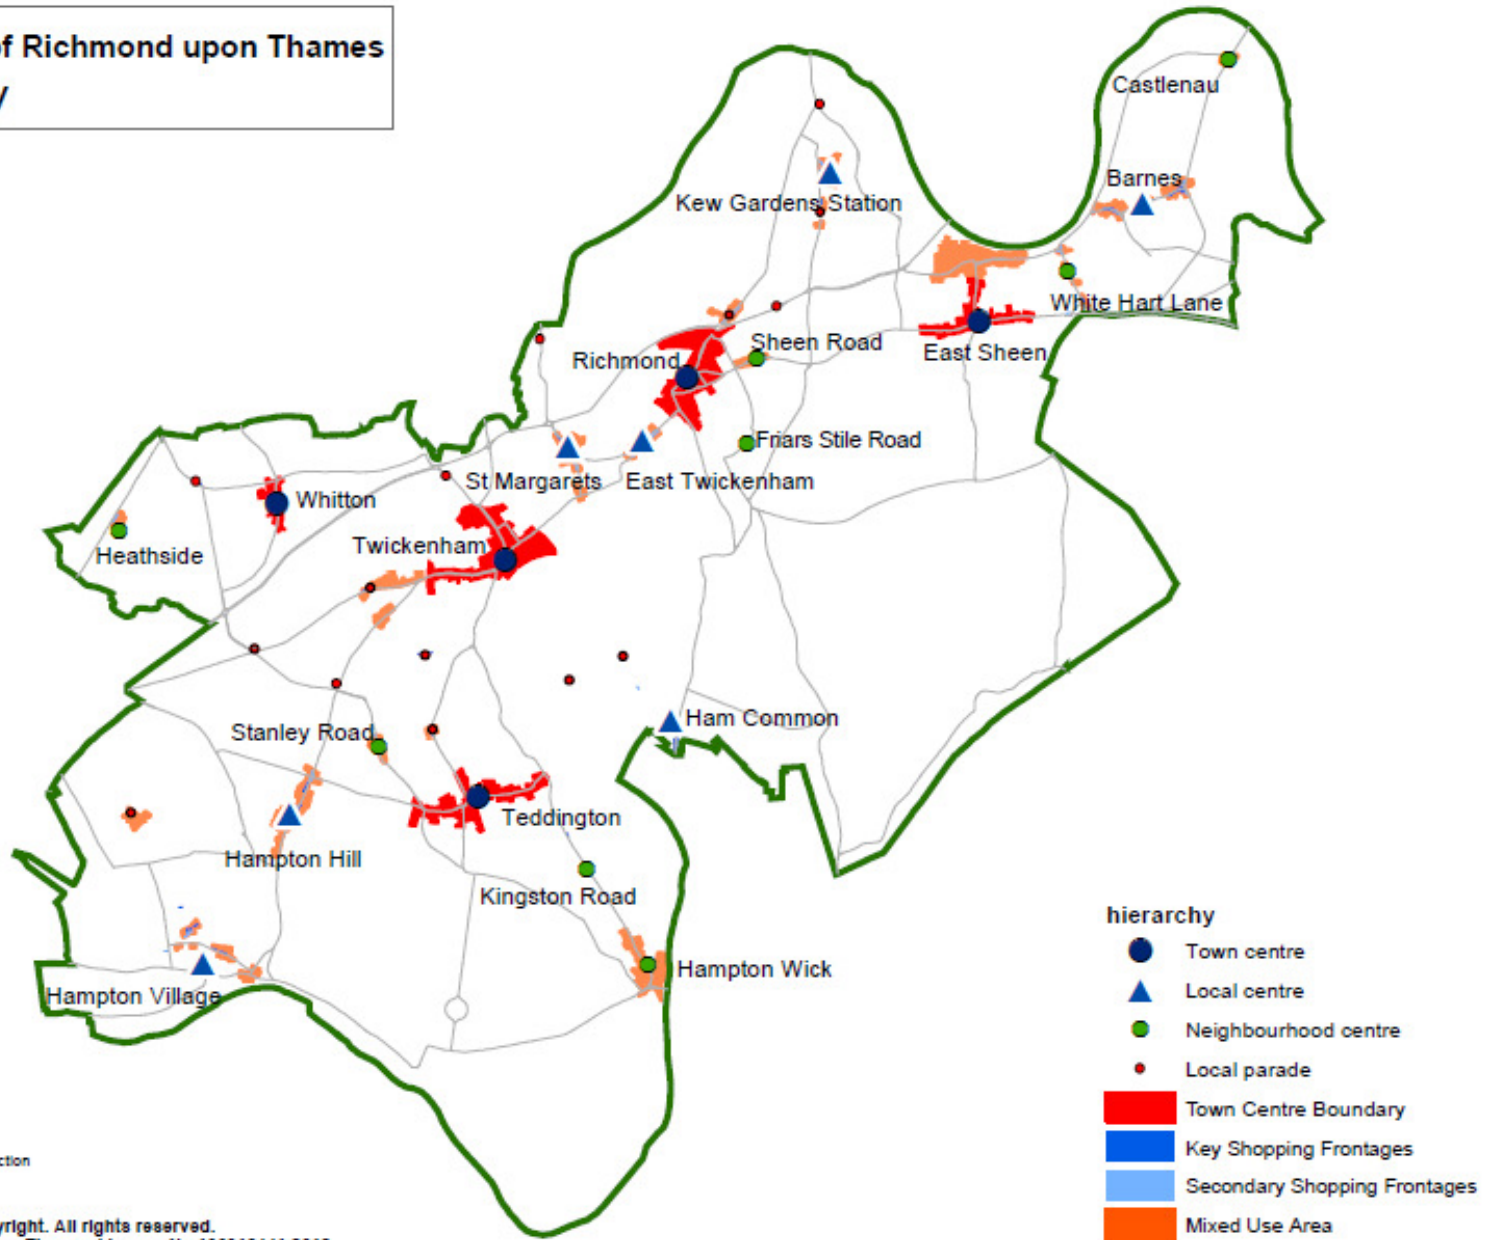 of Richmond upon Thames
y
Castlenau
Barnes
Kew Gardens Station
White Hart Lane
Sheen Road
East Sheen
Richmond
Friars Stile Road
St Margarets
East Twickenham
Whitton
Twickenham
Heathside
Ham Common
Stanley Road
Teddington
Hampton Hill
Kingston Road
Hampton Wick
Hampton Village
hierarchy
Town centre
Local centre
Neighbourhood centre
Local parade
Town Centre Boundary
Key Shopping Frontages
Secondary Shopping Frontages
Mixed Use Area
ction
yright. All rights reserved.